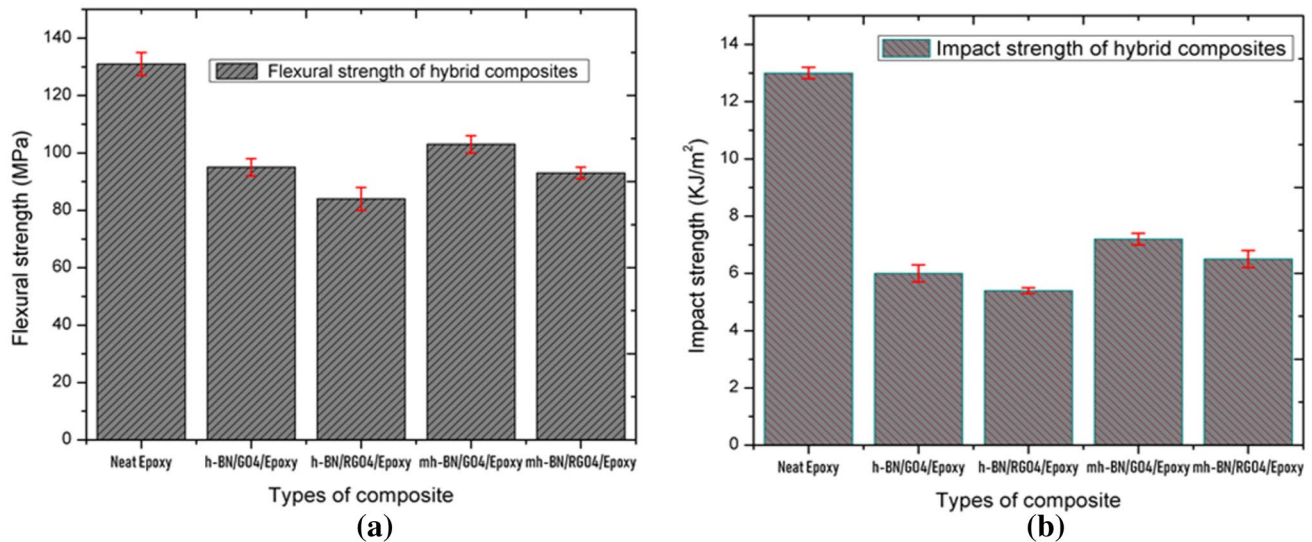 Flexural strength (MPa)
140
120
100
80
60
40
20
0
Flexural strength of hybrid composites
Neat Epoxy
h-BN/GO4/Epoxy
h-BN/RGO4/Epoxy
mh-BN/GO4/Epoxy
mh-BN/RGO4/Epoxy
Types of composite
(a)
Impact strength (KJ/m²)
14
12
10
8
6
4
2
0
Impact strength of hybrid composites
Neat Epoxy
h-BN/GO4/Epoxy
h-BN/RGO4/Epoxy
mh-BN/GO4/Epoxy
mh-BN/RGO4/Epoxy
Types of composite
(b)